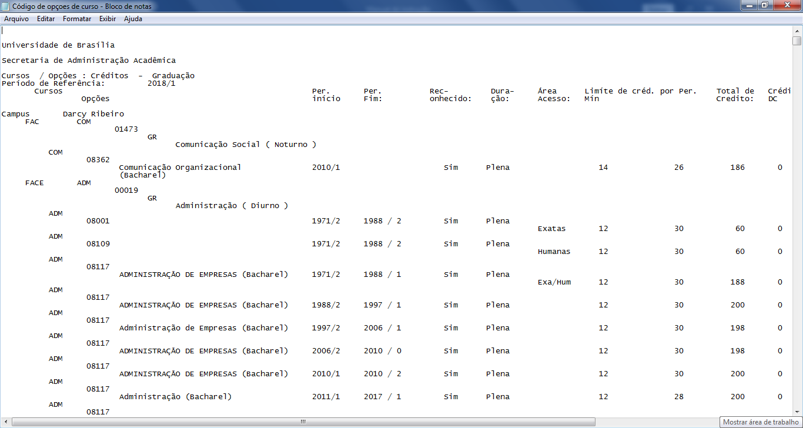 Código de opções de curso - Bloco de notas
Arquivo Editar Formatar Exibir Ajuda
Universidade de Brasília
Secretaria de Administração Acadêmica
Cursos / Opções : Créditos - Graduação
Período de Referência: 2018/1
Cursos Per. Per. Rec- Dura- Área Limite de créd. por Per. Total de Crédi
Opções início Fim: onhecido: ção: Acesso: Min Credito: DC
Campus Darcy Ribeiro
FAC COM
01473
GR
Comunicação Social ( Noturno )
COM
08362
Comunicação Organizacional 2010/1 Sim Plena 14 26 186 0
(Bacharel)
FACE ADM
00019
GR
Administração ( Diurno )
ADM
08001 1971/2 1988 / 2 Sim Plena
Exatas 12 30 60 0
ADM
08109 1971/2 1988 / 2 Sim Plena
Humanas 12 30 60 0
ADM
08117
ADMINISTRAÇÃO DE EMPRESAS (Bacharel) 1971/2 1988 / 1 Sim Plena
Exa/Hum 12 30 188 0
ADM
08117
ADMINISTRAÇÃO DE EMPRESAS (Bacharel) 1988/2 1997 / 1 Sim Plena 12 30 200 0
ADM
08117
Administração de Empresas (Bacharel) 1997/2 2006 / 1 Sim Plena 12 30 198 0
ADM
08117
ADMINISTRAÇÃO DE EMPRESAS (Bacharel) 2006/2 2010 / 0 Sim Plena 12 30 198 0
ADM
08117
ADMINISTRAÇÃO DE EMPRESAS (Bacharel) 2010/1 2010 / 2 Sim Plena 12 30 200 0
ADM
08117
Administração (Bacharel) 2011/1 2017 / 1 Sim Plena 12 28 200 0
ADM
08117
Mostrar área de trabalho